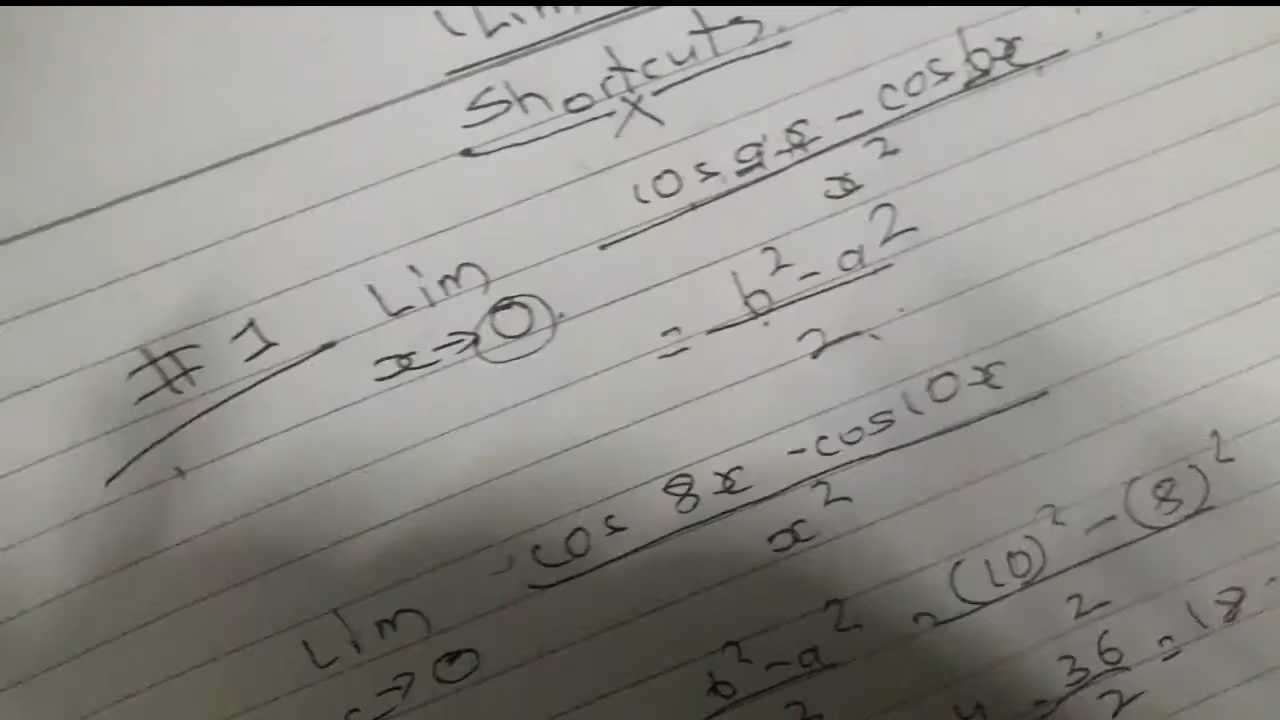 (Lim
Shortcuts.
#1 Lim x→0 cos ax - cos bx / x²
= b² - a² / 2.
Lim →0 cos 8x - cos 10x / x²
b² - a² / 2 = (10)² - (8)² / 2
= 36 / 2 = 18